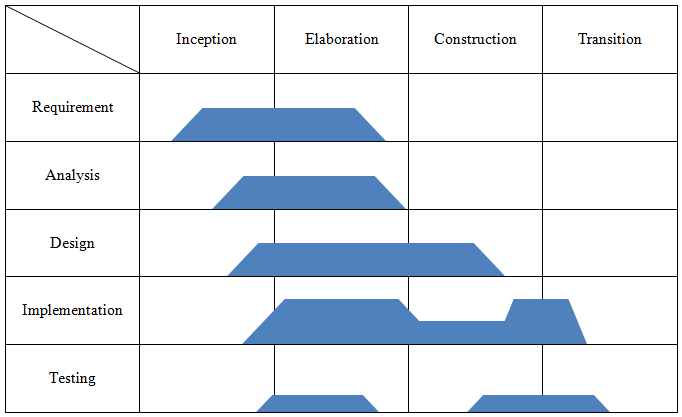 Inception Elaboration Construction Transition
Requirement
Analysis
Design
Implementation
Testing